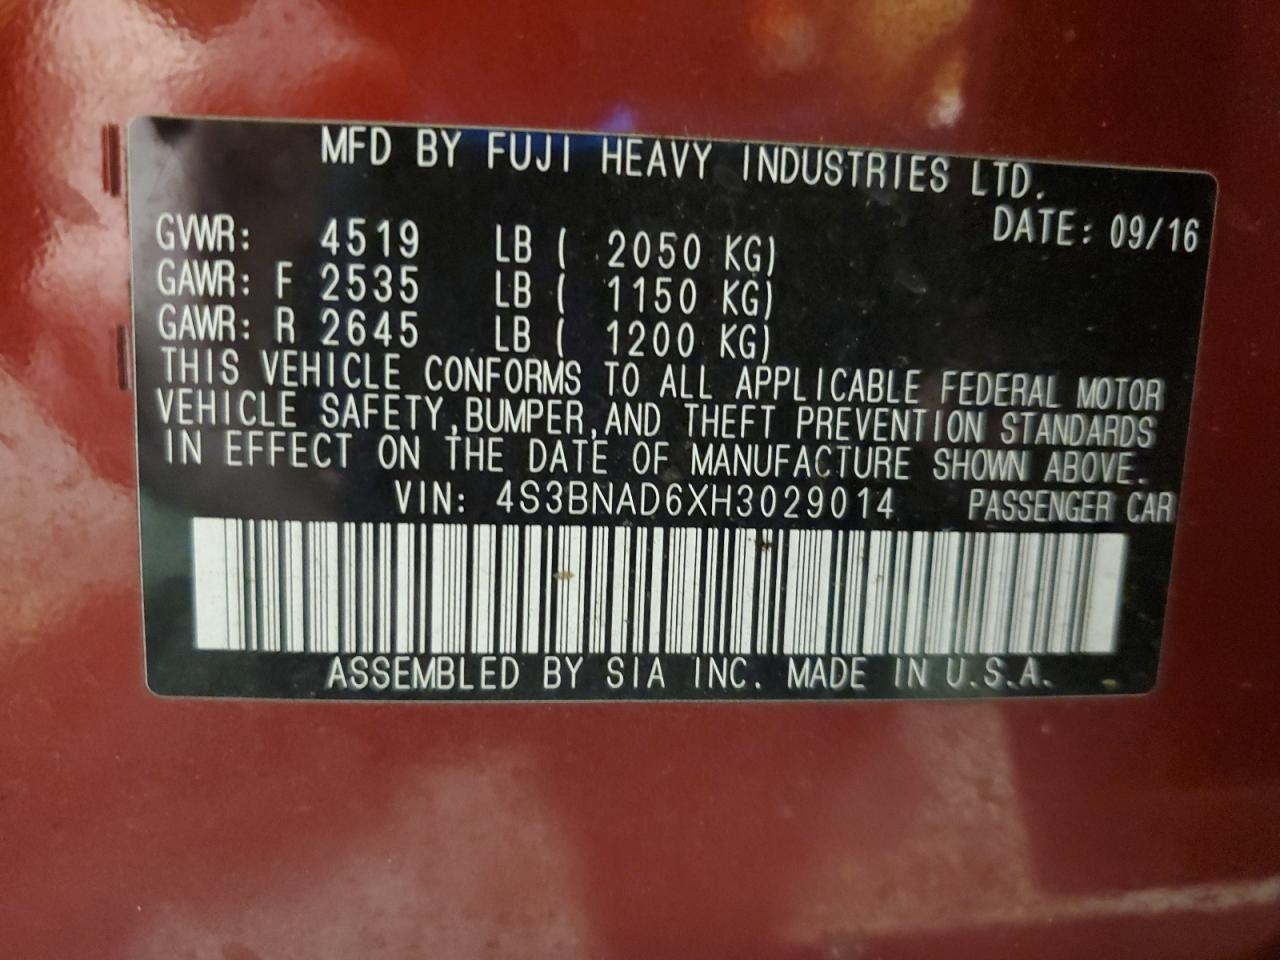 MFD BY FUJI HEAVY INDUSTRIES LTD.
DATE: 09/16
GVWR: 4519 LB ( 2050 KG)
GAWR: F 2535 LB ( 1150 KG)
GAWR: R 2645 LB ( 1200 KG)
THIS VEHICLE CONFORMS TO ALL APPLICABLE FEDERAL MOTOR
VEHICLE SAFETY,BUMPER,AND THEFT PREVENTION STANDARDS
IN EFFECT ON THE DATE OF MANUFACTURE SHOWN ABOVE.
VIN: 4S3BNAD6XH3029014 PASSENGER CAR
ASSEMBLED BY SIA INC. MADE IN U.S.A.